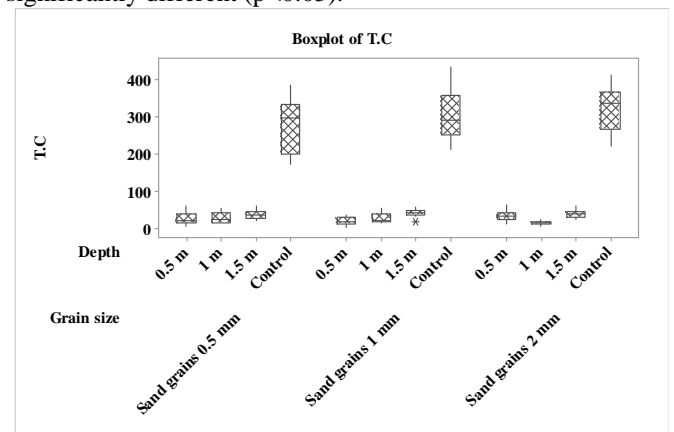 significantly different (p<0.05).
Boxplot of T.C
T.C
400
300
200
100
0
Depth
0.5 m 1 m 1.5 m Control 0.5 m 1 m 1.5 m Control 0.5 m 1 m 1.5 m Control
Grain size
Sand grains 0.5 mm Sand grains 1 mm Sand grains 2 mm